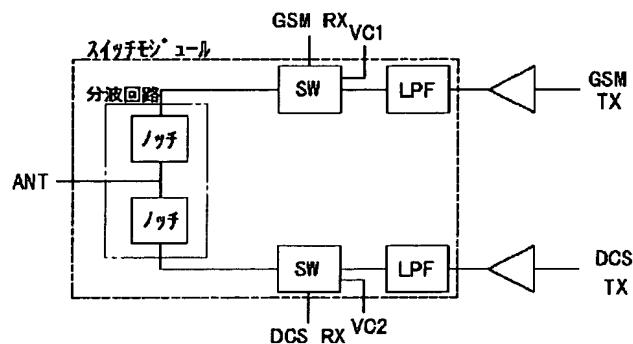 GSM RX
VC1
スイッチモジュール
分波回路
SW
LPF
GSM
TX
ノッチ
ANT
ノッチ
SW
LPF
DCS
TX
VC2
DCS RX